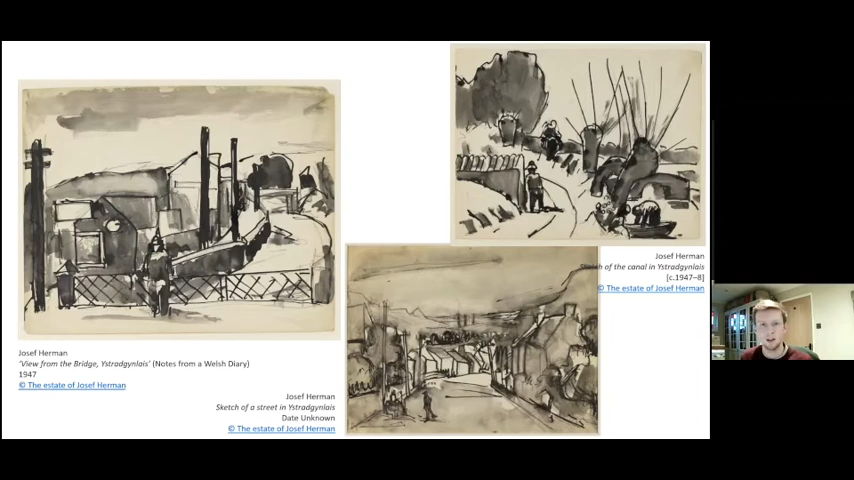 Josef Herman
'View from the Bridge, Ystradgynlais' (Notes from a Welsh Diary)
1947
© The estate of Josef Herman
Josef Herman
Sketch of a street in Ystradgynlais
Date Unknown
© The estate of Josef Herman
Josef Herman
Sketch of the canal in Ystradgynlais
[c.1947–8]
© The estate of Josef Herman